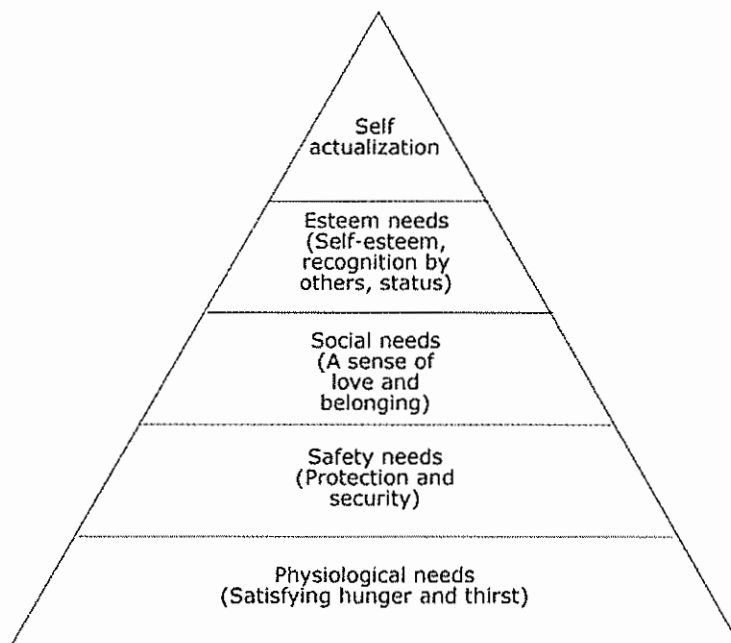 Self
actualization
Esteem needs
(Self-esteem,
recognition by
others, status)
Social needs
(A sense of
love and
belonging)
Safety needs
(Protection and
security)
Physiological needs
(Satisfying hunger and thirst)